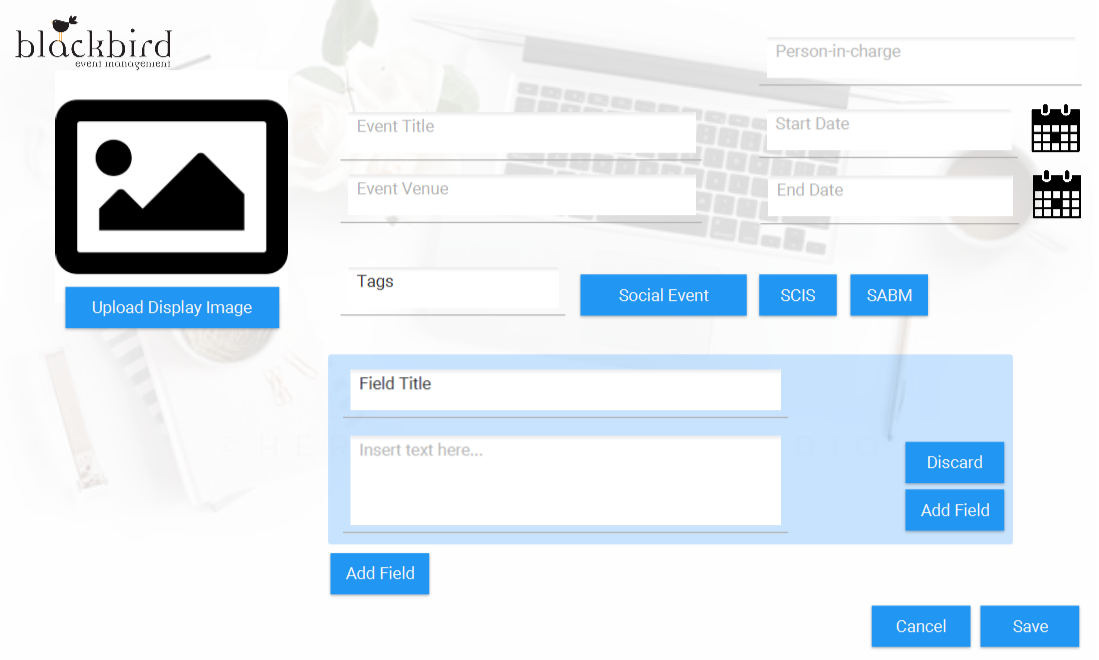 blackbird
event management
Person-in-charge
Event Title
Start Date
Event Venue
End Date
Tags
Social Event
SCIS
SABM
Upload Display Image
Field Title
Insert text here...
Discard
Add Field
Add Field
Cancel
Save